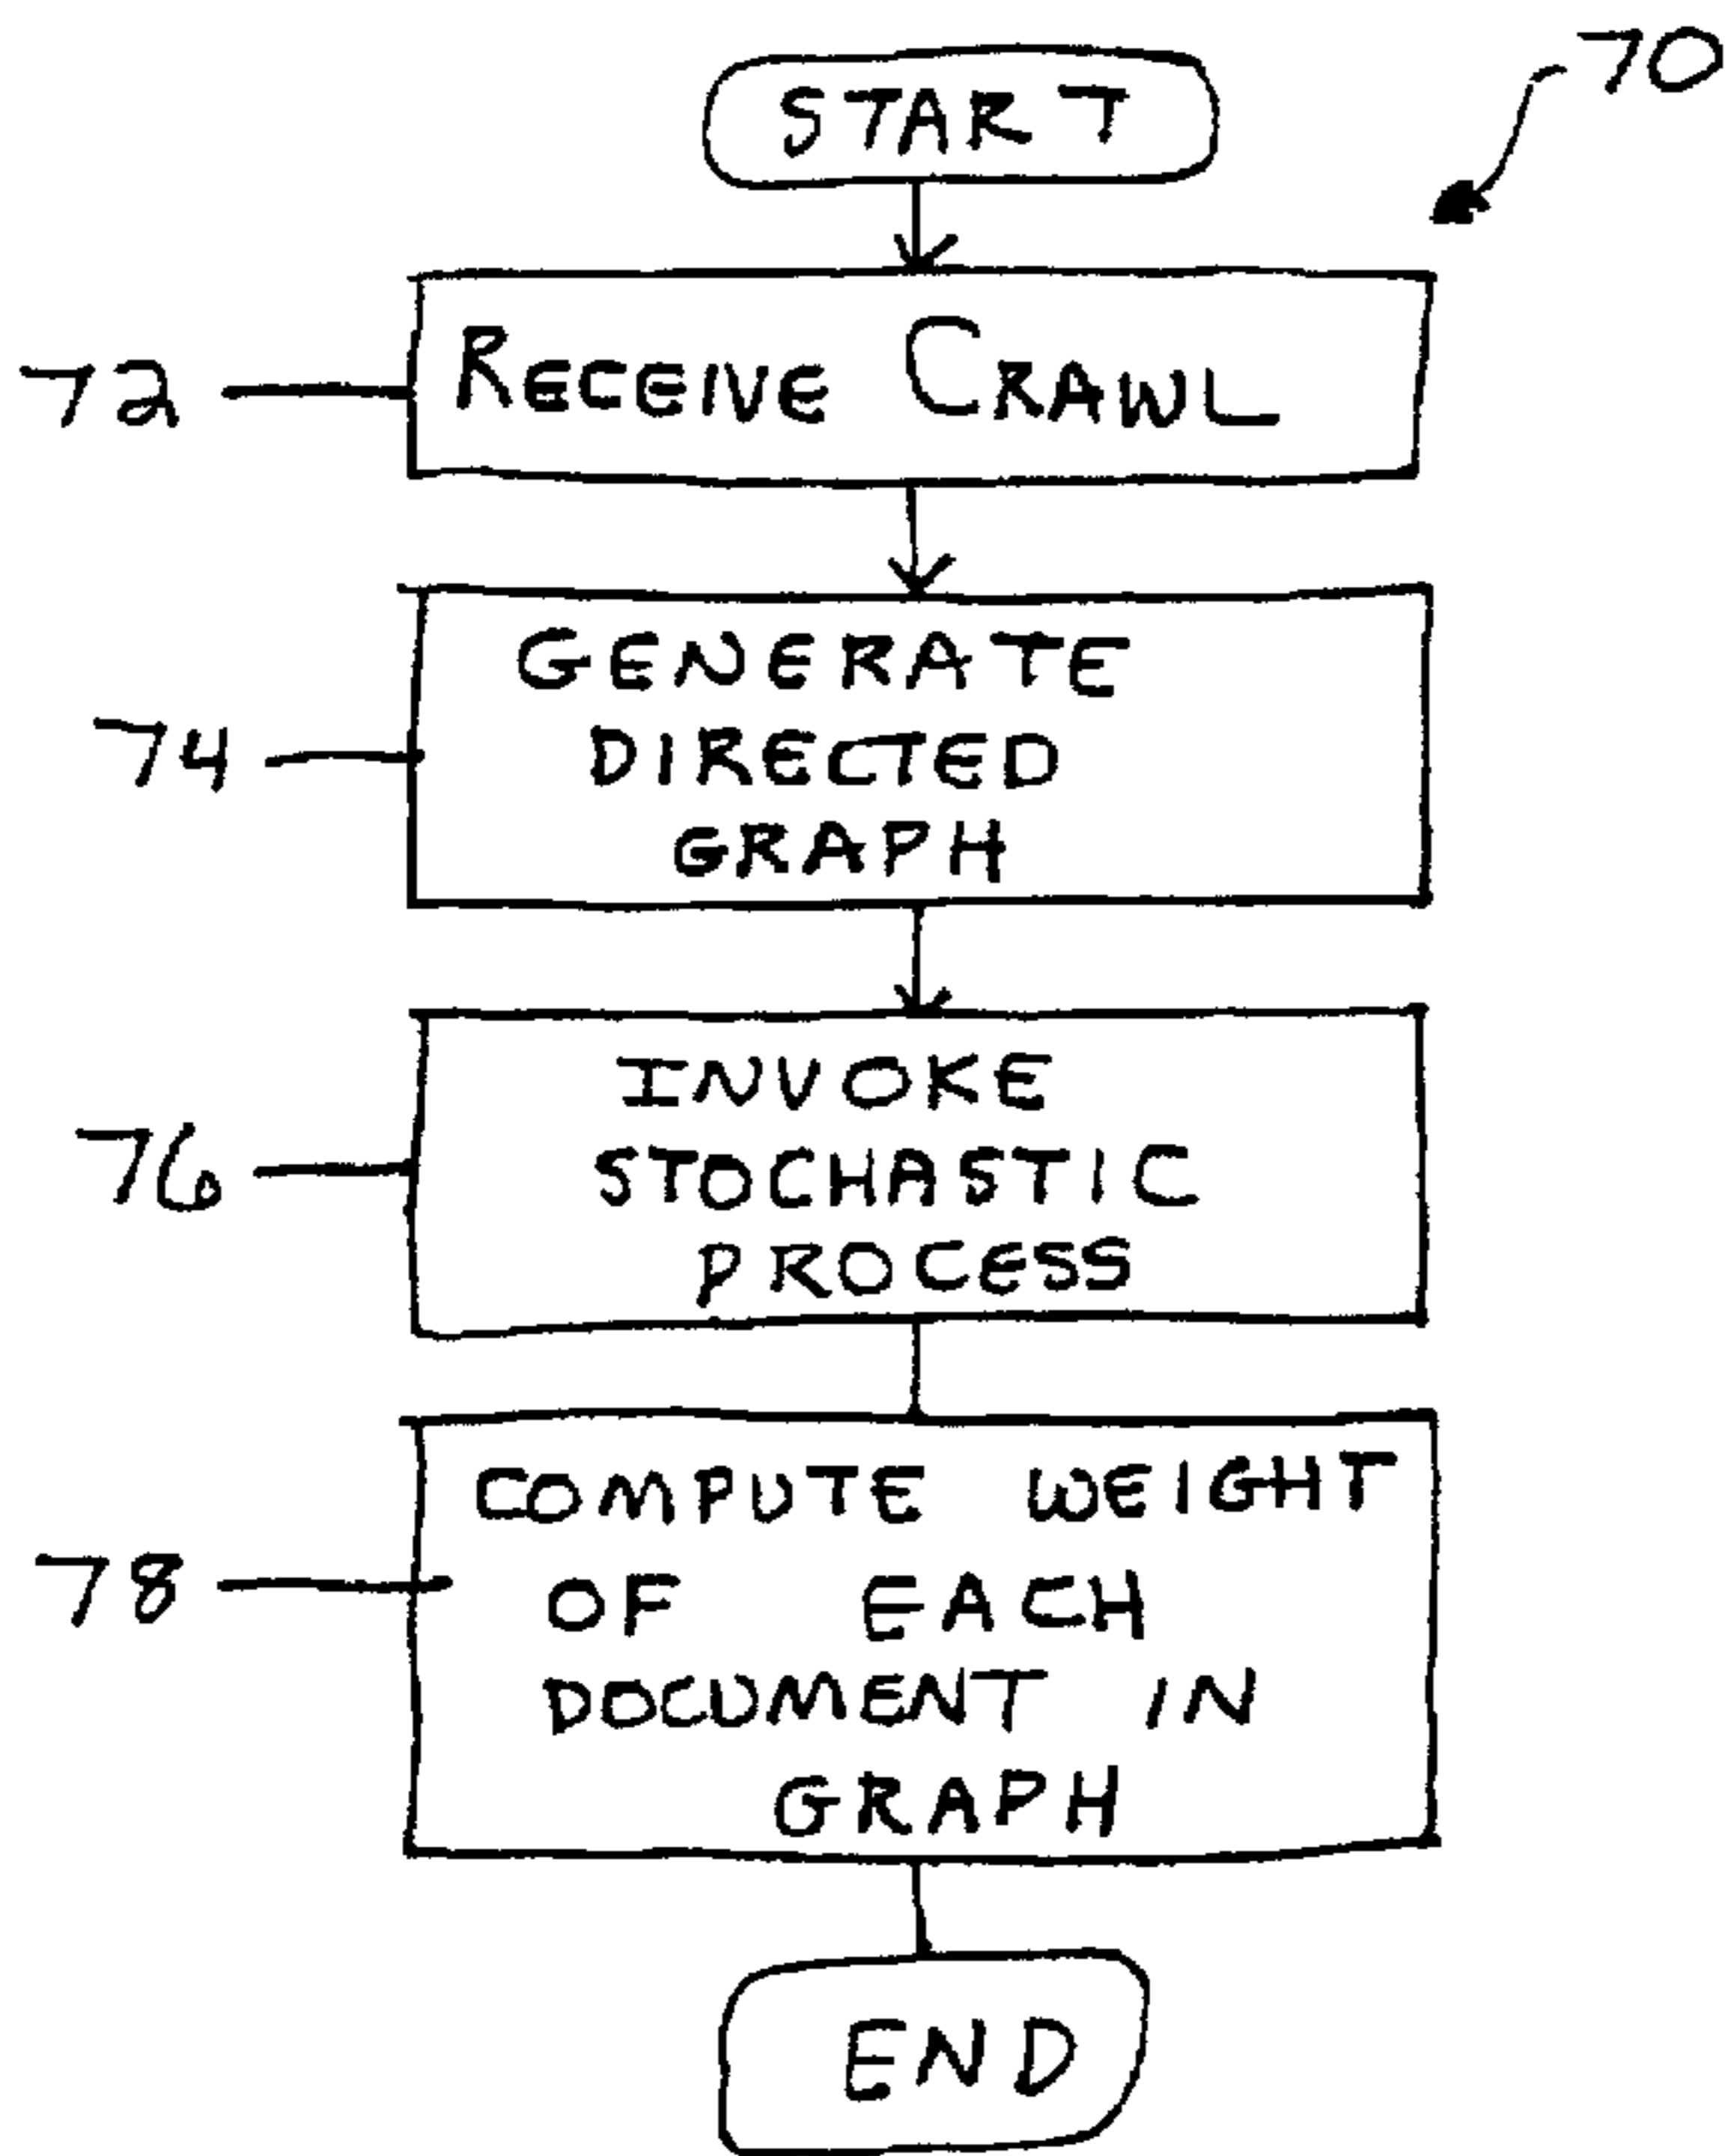 START
70
72
RECEIVE CRAWL
GENERATE
74
DIRECTED
GRAPH
INVOKE
76
STOCHASTIC
PROCESS
COMPUTE WEIGHT
78
OF EACH
DOCUMENT IN
GRAPH
END